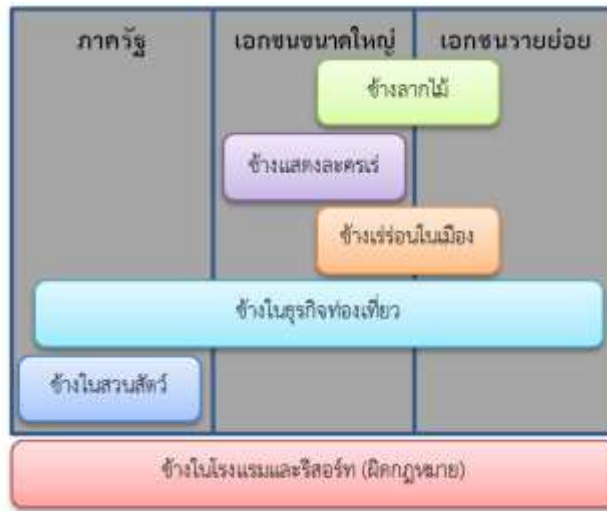 ภาครัฐ เอกชนขนาดใหญ่ เอกชนรายย่อย
ช้างลากไม้
ช้างแสดงละครเร่
ช้างเร่ร่อนในเมือง
ช้างในธุรกิจท่องเที่ยว
ช้างในสวนสัตว์
ช้างในโรงแรมและรีสอร์ท (ผิดกฎหมาย)